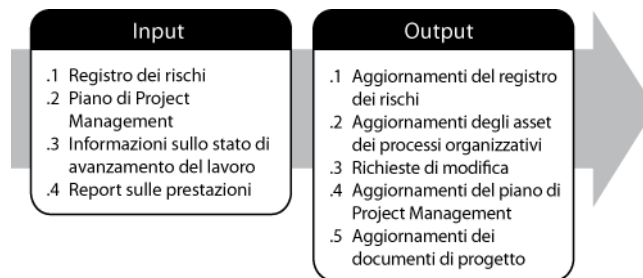 Input
.1 Registro dei rischi
.2 Piano di Project
Management
.3 Informazioni sullo stato di
avanzamento del lavoro
.4 Report sulle prestazioni
Output
.1 Aggiornamenti del registro
dei rischi
.2 Aggiornamenti degli asset
dei processi organizzativi
.3 Richieste di modifica
.4 Aggiornamenti del piano di
Project Management
.5 Aggiornamenti dei
documenti di progetto